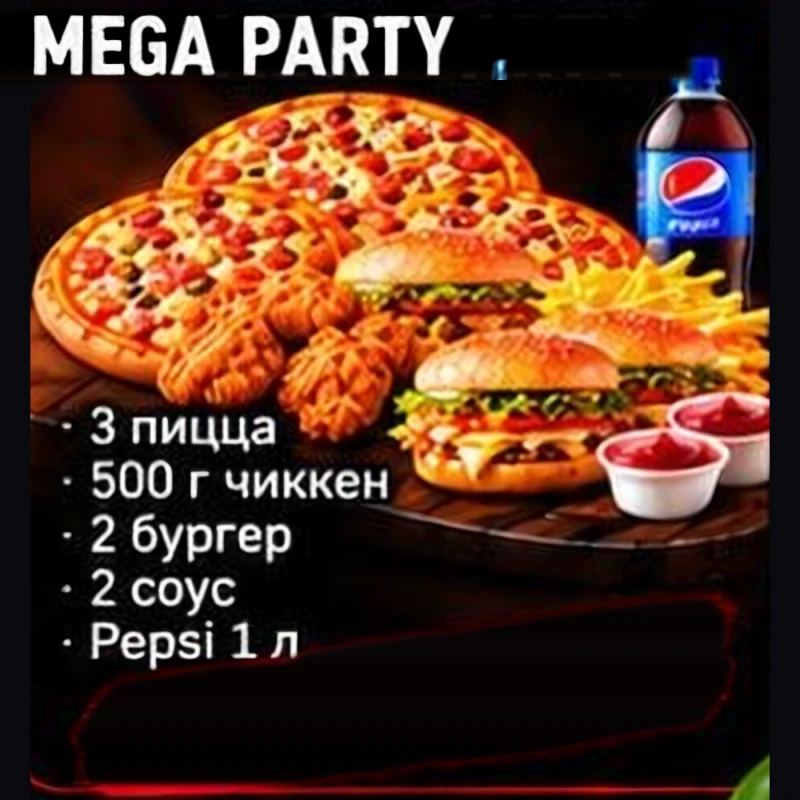 MEGA PARTY
· 3 пицца
· 500 г чиккен
· 2 бургер
· 2 соус
· Pepsi 1 л